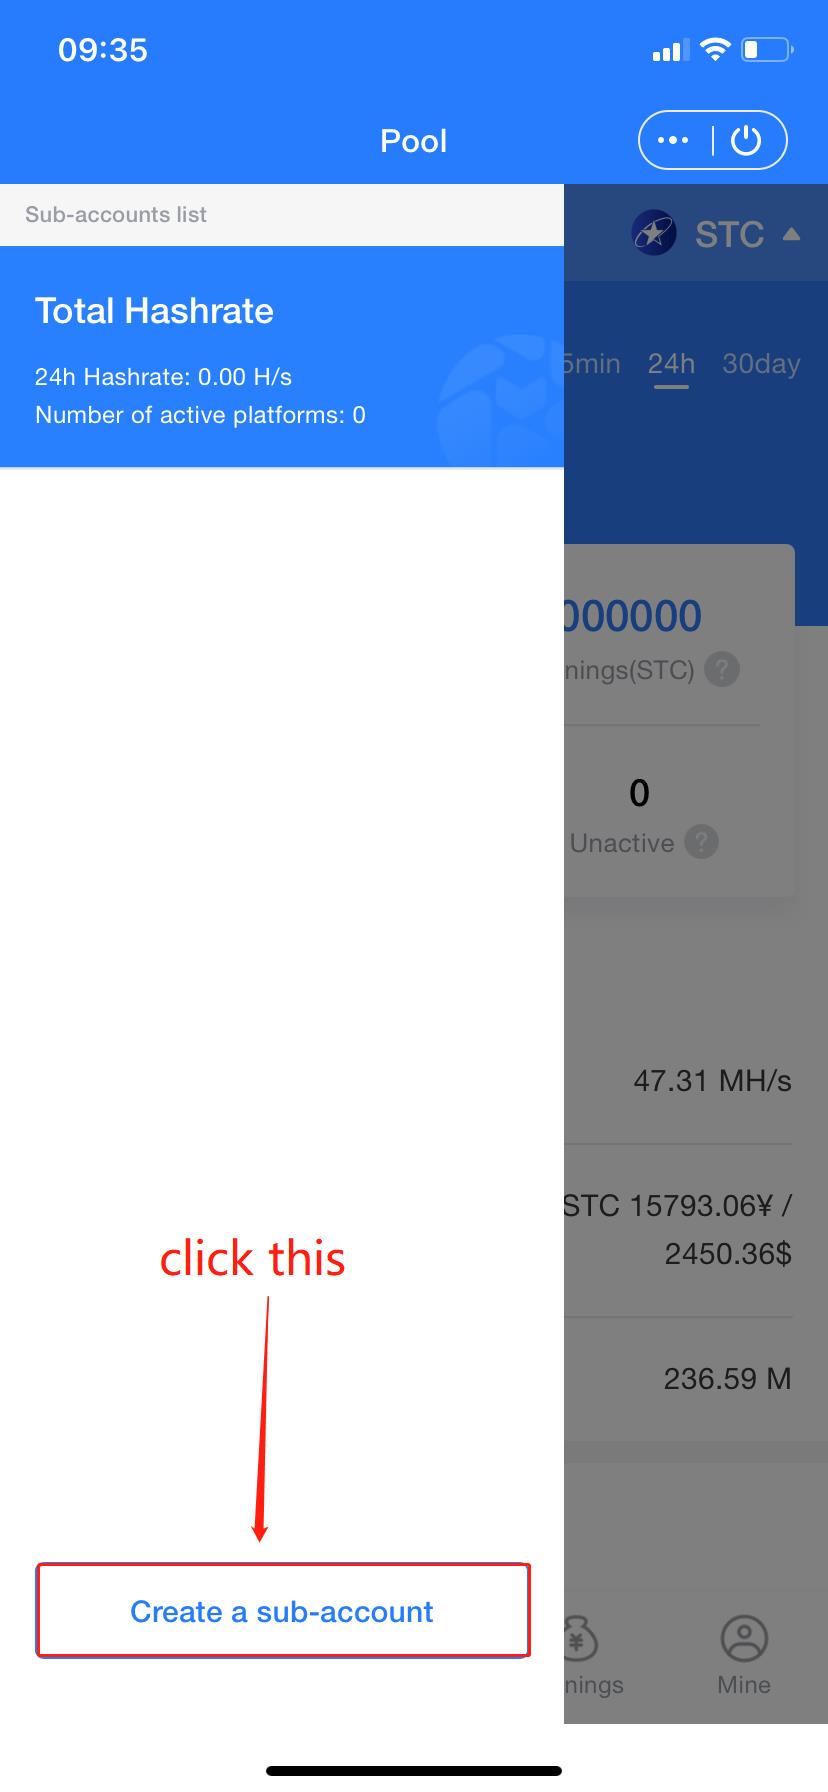 09:35
Pool
Sub-accounts list
STC
Total Hashrate
24h Hashrate: 0.00 H/s
Number of active platforms: 0
5min 24h 30day
000000
nings(STC) ?
0
Unactive ?
47.31 MH/s
STC 15793.06¥ /
2450.36$
236.59 M
click this
Create a sub-account
¥
nings
Mine